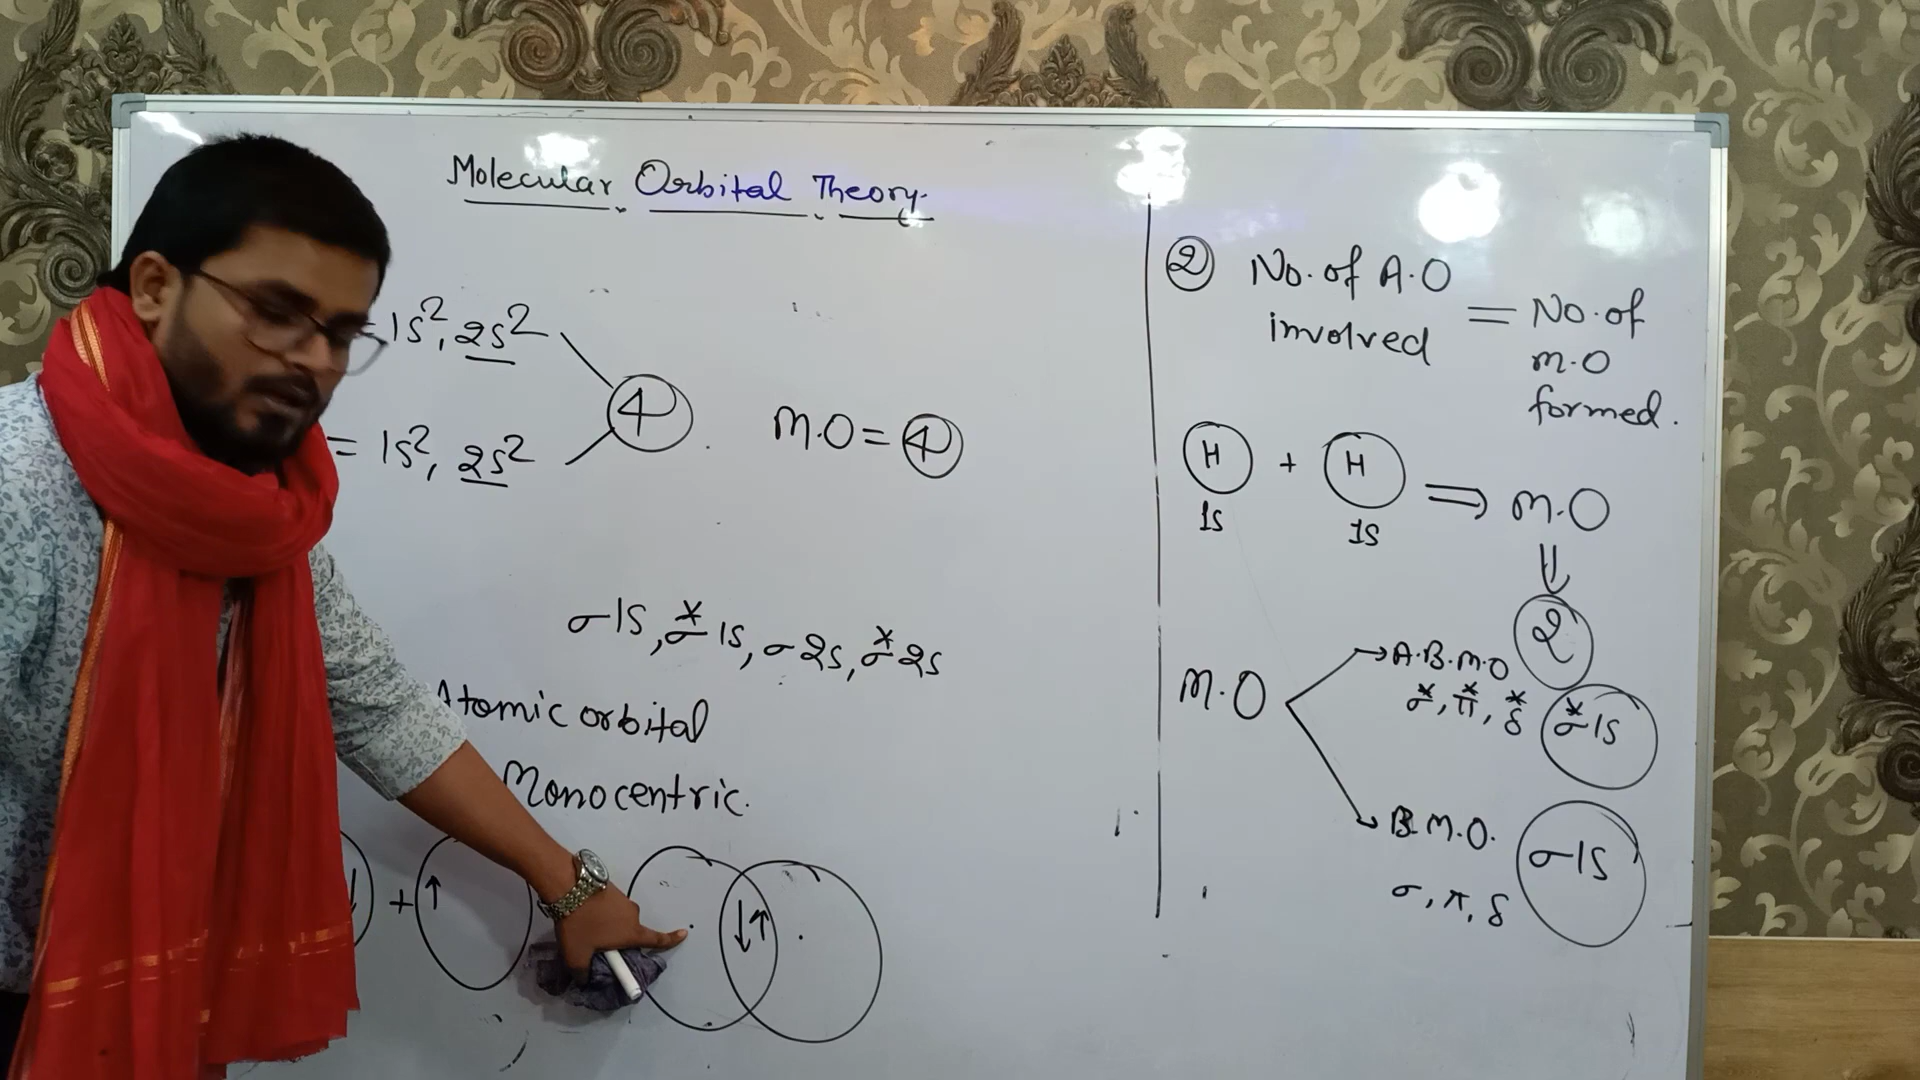 Molecular Orbital Theory.
= 1s², 2s²
4
= 1s², 2s²
M.O = 4
σ1s, σ*1s, σ2s, σ*2s
Atomic orbital
Monocentric.
↓ + ↑
↓↑
② No. of A.O
involved
= No. of
M.O
formed.
H + H ⇒ M.O
1s 1s
⇓
2
M.O
→ A.B.M.O
σ*, π*, δ*
σ*1s
→ B.M.O.
σ, π, δ
σ1s